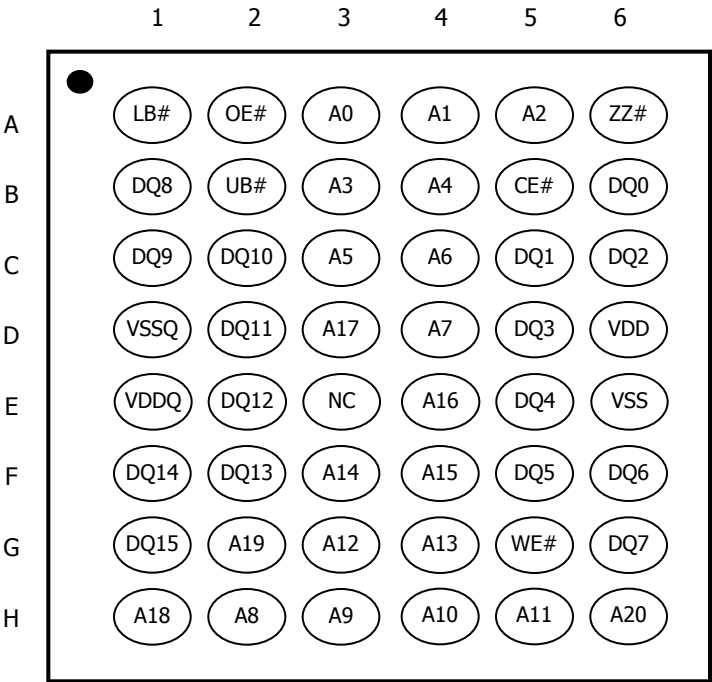 1 2 3 4 5 6
A LB# OE# A0 A1 A2 ZZ#
B DQ8 UB# A3 A4 CE# DQ0
C DQ9 DQ10 A5 A6 DQ1 DQ2
D VSSQ DQ11 A17 A7 DQ3 VDD
E VDDQ DQ12 NC A16 DQ4 VSS
F DQ14 DQ13 A14 A15 DQ5 DQ6
G DQ15 A19 A12 A13 WE# DQ7
H A18 A8 A9 A10 A11 A20